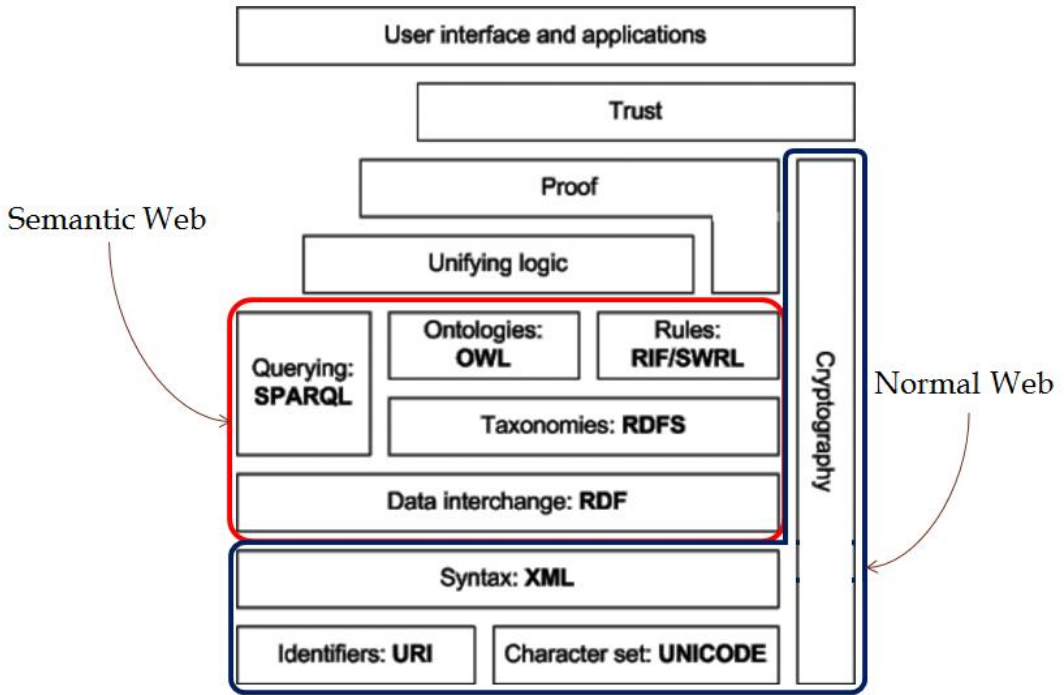 User interface and applications
Trust
Proof
Semantic Web
Unifying logic
Querying:
SPARQL
Ontologies:
OWL
Rules:
RIF/SWRL
Cryptography
Normal Web
Taxonomies: RDFS
Data interchange: RDF
Syntax: XML
Identifiers: URI
Character set: UNICODE